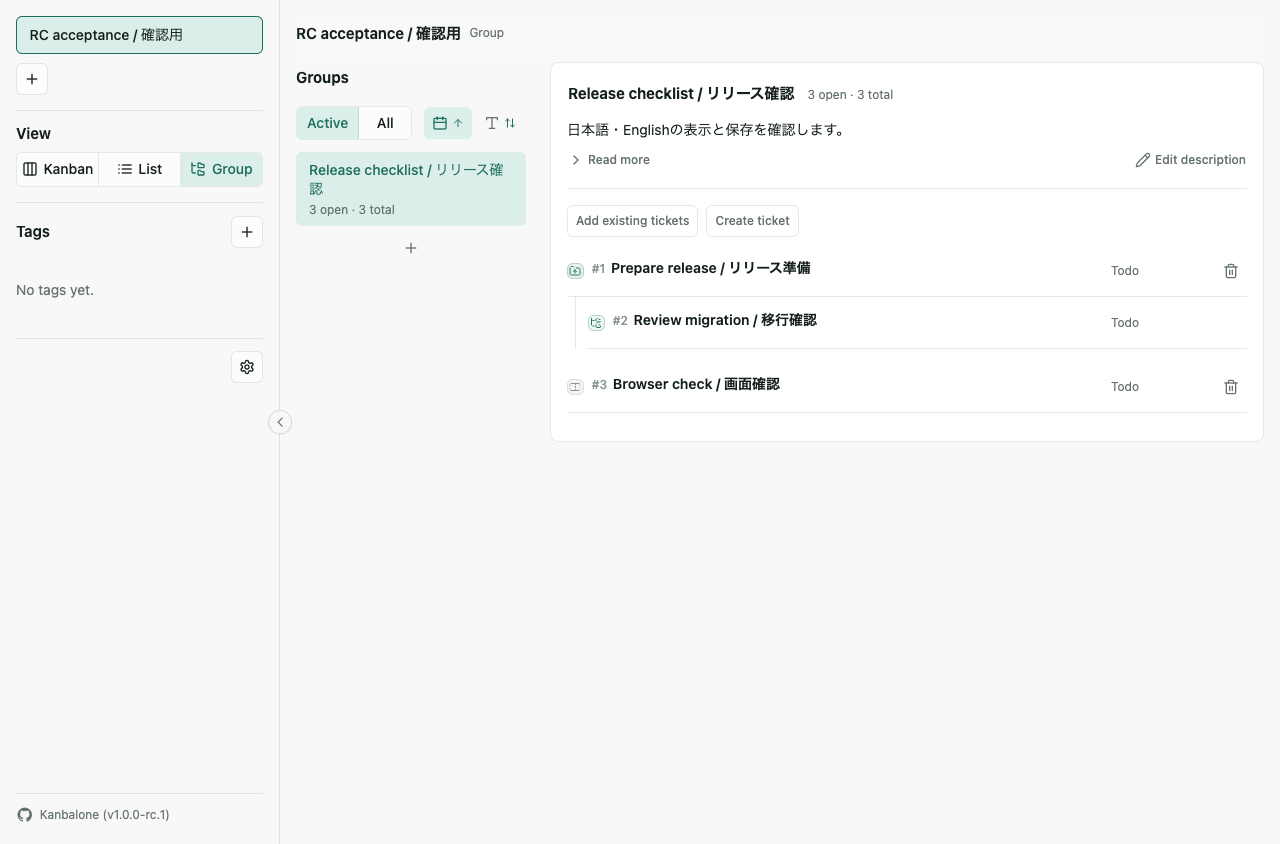 RC acceptance / 確認用
View
Kanban
List
Group
Tags
No tags yet.
Kanbalone (v1.0.0-rc.1)
RC acceptance / 確認用 Group
Groups
Active
All
Release checklist / リリース確
認
3 open · 3 total
Release checklist / リリース確認 3 open · 3 total
日本語・Englishの表示と保存を確認します。
Read more
Edit description
Add existing tickets
Create ticket
#1 Prepare release / リリース準備 Todo
#2 Review migration / 移行確認 Todo
#3 Browser check / 画面確認 Todo